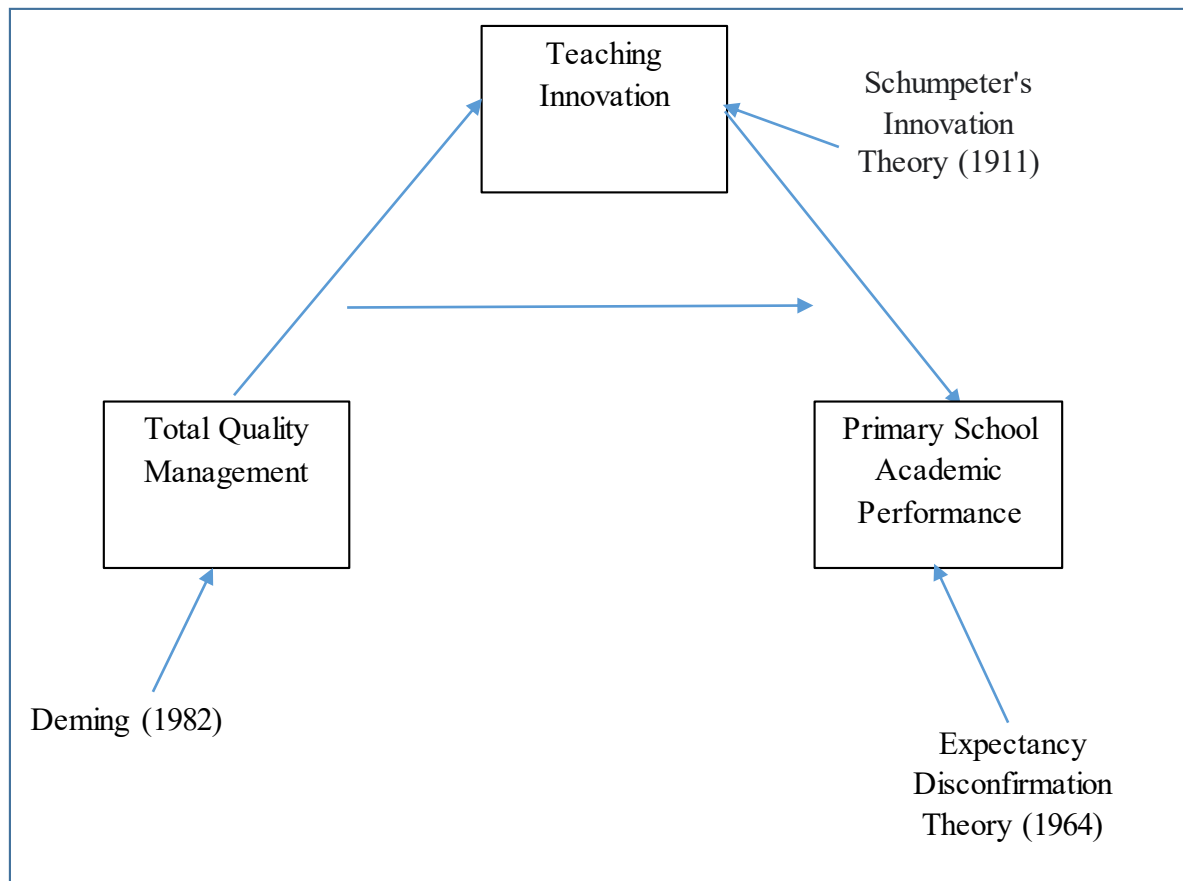 Teaching
Innovation
Schumpeter's
Innovation
Theory (1911)
Total Quality
Management
Primary School
Academic
Performance
Deming (1982)
Expectancy
Disconfirmation
Theory (1964)